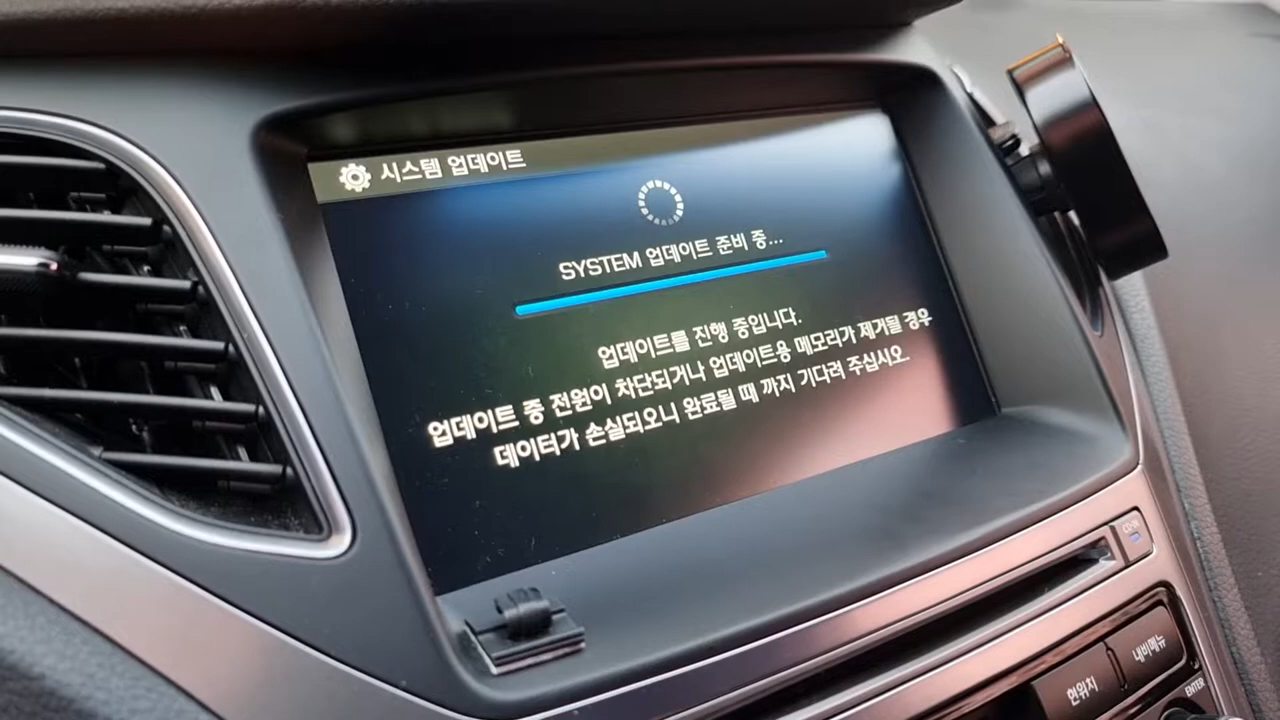 시스템 업데이트
SYSTEM 업데이트 준비 중...
업데이트를 진행 중입니다.
업데이트 중 전원이 차단되거나 업데이트용 메모리가 제거될 경우
데이터가 손실되오니 완료될 때 까지 기다려 주십시오.
CD-IN
내비메뉴
현위치
ENTER